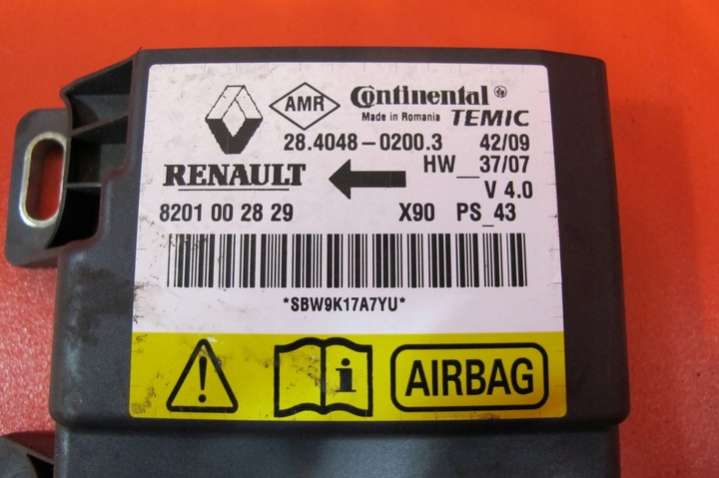 AMR Continental
Made in Romania TEMIC
28.4048-0200.3 42/09
RENAULT HW_37/07
V 4.0
8201 00 28 29 X90 PS_43
*SBW9K17A7YU*
! i AIRBAG